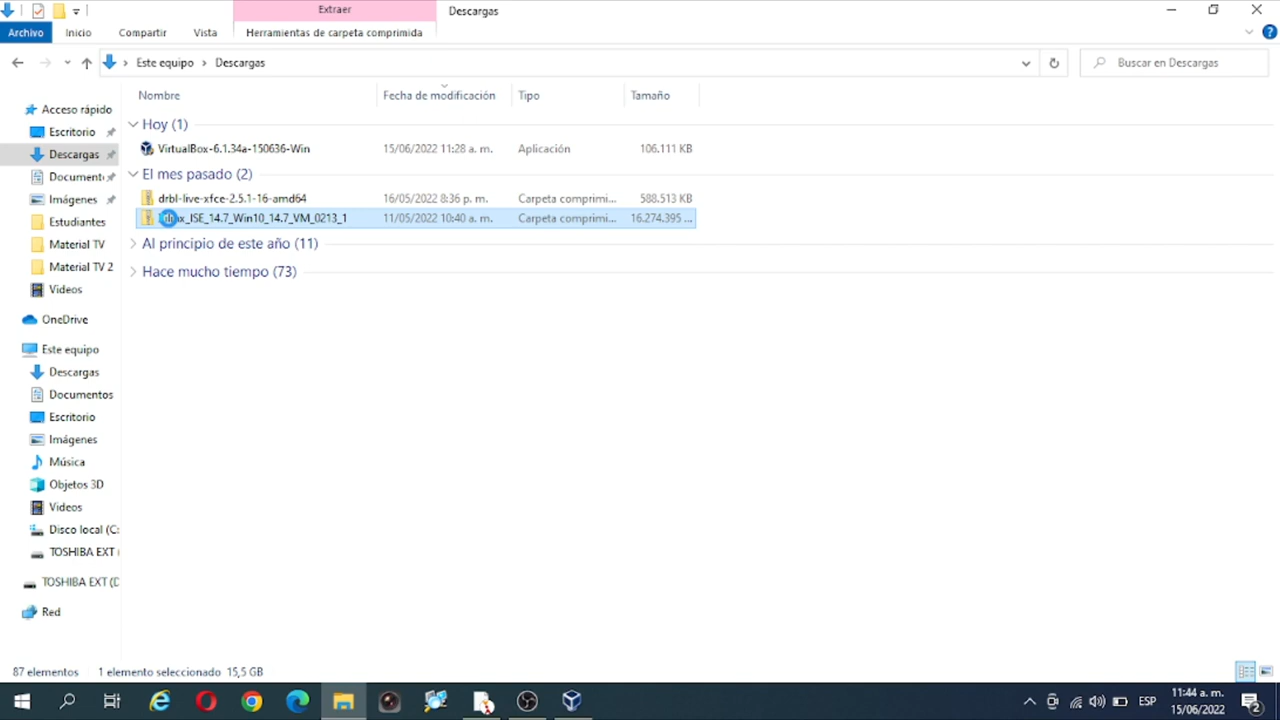 Extraer
Descargas
Archivo
Inicio
Compartir
Vista
Herramientas de carpeta comprimida
Este equipo
Descargas
Buscar en Descargas
Nombre
Fecha de modificación
Tipo
Tamaño
Acceso rápido
Escritorio
Descargas
Document
Imágenes
Estudiantes
Material TV
Material TV 2
Videos
OneDrive
Este equipo
Descargas
Documentos
Escritorio
Imágenes
Música
Objetos 3D
Videos
Disco local (C:
TOSHIBA EXT (
TOSHIBA EXT (D
Red
Hoy (1)
VirtualBox-6.1.34a-150636-Win 15/06/2022 11:28 a. m. Aplicación 106.111 KB
El mes pasado (2)
drbl-live-xfce-2.5.1-16-amd64 16/05/2022 8:36 p. m. Carpeta comprimi... 588.513 KB
_ISE_14.7_Win10_14.7_VM_0213_1 11/05/2022 10:40 a. m. Carpeta comprimi... 16.274.395 ...
Al principio de este año (11)
Hace mucho tiempo (73)
87 elementos
1 elemento seleccionado 15,5 GB
ESP
11:44 a. m.
15/06/2022
2